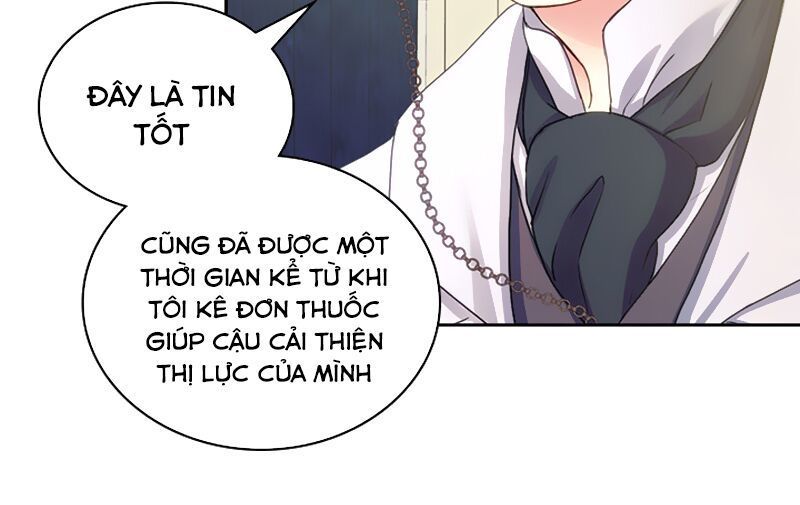 ĐÂY LÀ TIN
TỐT
CŨNG ĐÃ ĐƯỢC MỘT
THỜI GIAN KỂ TỪ KHI
TÔI KÊ ĐƠN THUỐC
GIÚP CẬU CẢI THIỆN
THỊ LỰC CỦA MÌNH